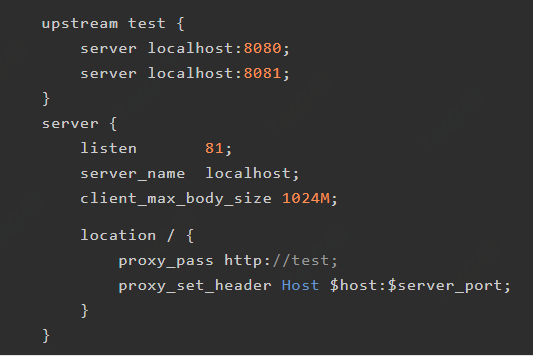 upstream test {
    server localhost:8080;
    server localhost:8081;
}
server {
    listen       81;
    server_name  localhost;
    client_max_body_size 1024M;
    location / {
        proxy_pass http://test;
        proxy_set_header Host $host:$server_port;
    }
}